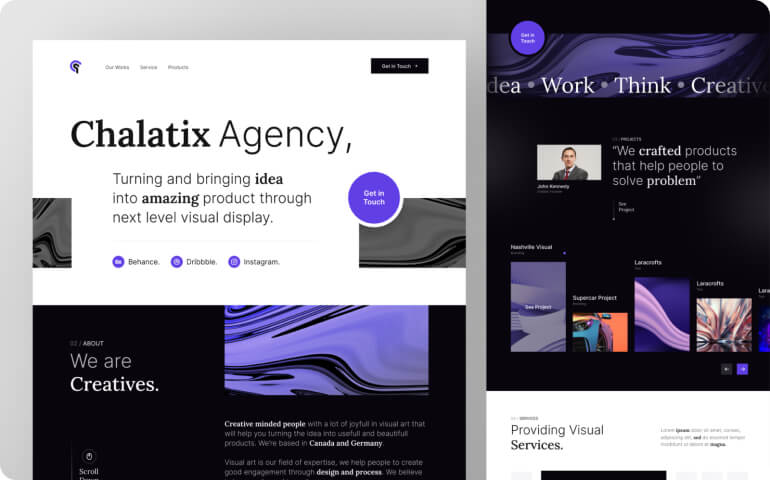 Our Works
Service
Products
Get in Touch
Chalatix Agency,
Turning and bringing idea
into amazing product through
next level visual display.
Get in
Touch
Behance.
Dribbble.
Instagram.
02 / ABOUT
We are
Creatives.
Scroll
Down
Creative minded people with a lot of joyfull in visual art that
will help you turning the idea into usefull and beautifull
products. We're based in Canada and Germany.
Visual art is our field of expertise, we help people to create
good engagement through design and process. We believe
Get in
Touch
dea • Work • Think • Creative
03 / PROJECTS
"We crafted products
that help people to
solve problem"
John Kennedy
See
Project
Nashville Visual
Branding
See Project
Supercar Project
Branding
Laracrofts
Laracrofts
Lara
SERVICES
Providing Visual
Services.
Lorem ipsum dolor sit amet, consec,
adipiscing elit, sed do eiusmod tempor
incididunt ut labore et dolore
magna.